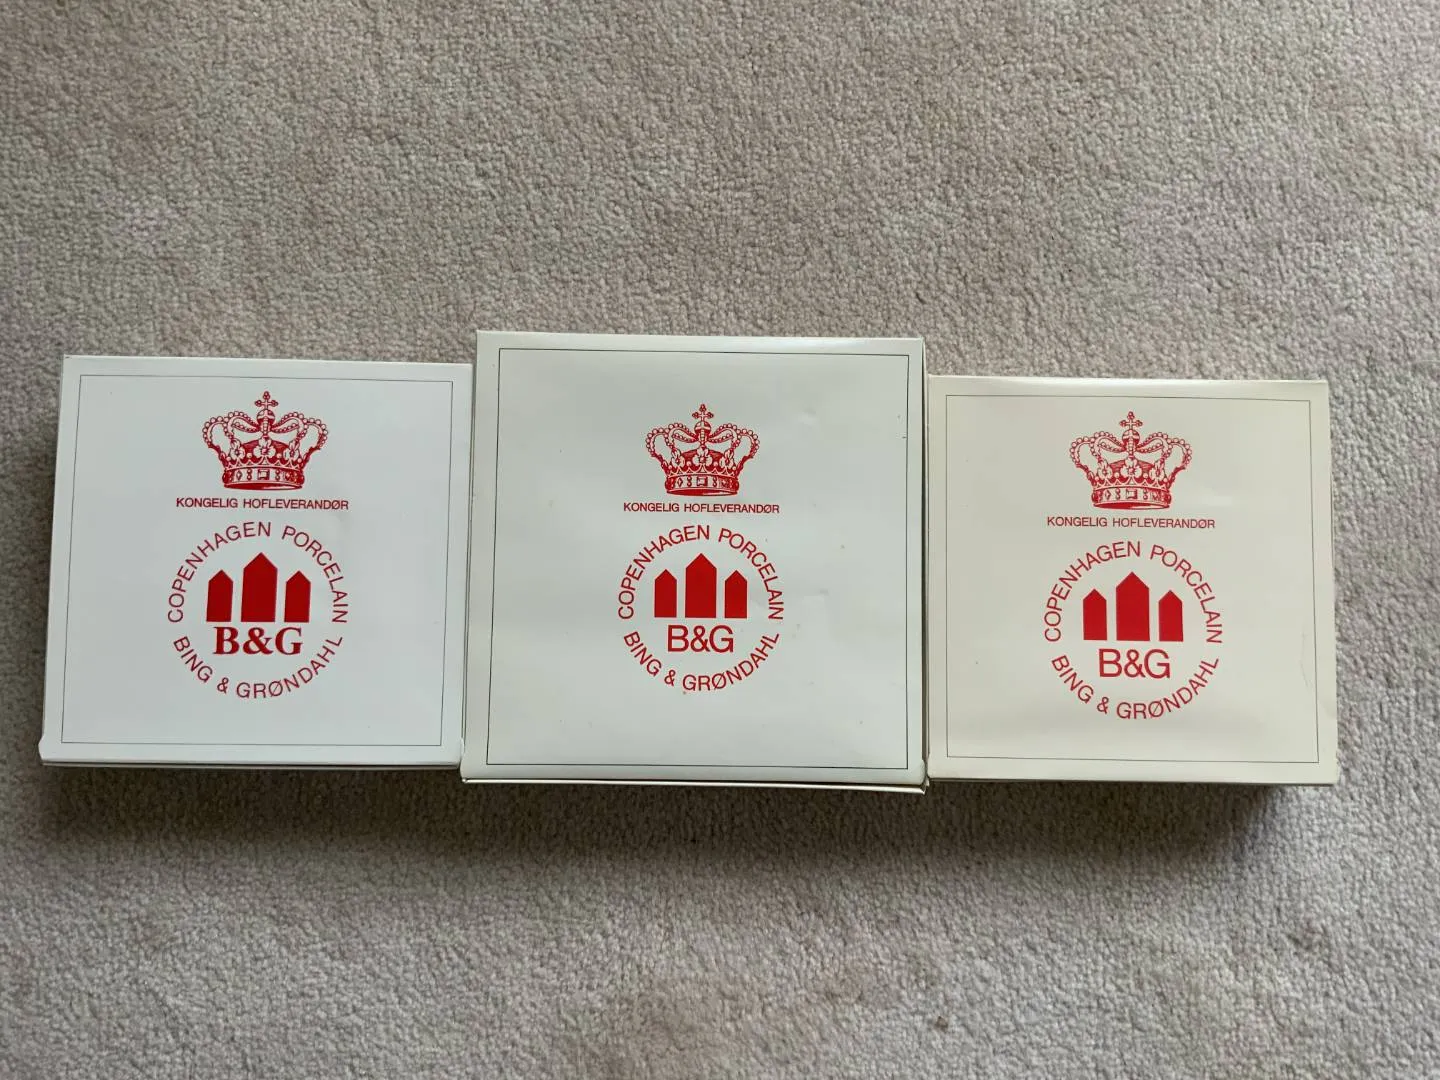 KONGELIG HOFLEVERANDØR
COPENHAGEN PORCELAIN
B&G
BING & GRØNDAHL
KONGELIG HOFLEVERANDØR
COPENHAGEN PORCELAIN
B&G
BING & GRØNDAHL
KONGELIG HOFLEVERANDØR
COPENHAGEN PORCELAIN
B&G
BING & GRØNDAHL